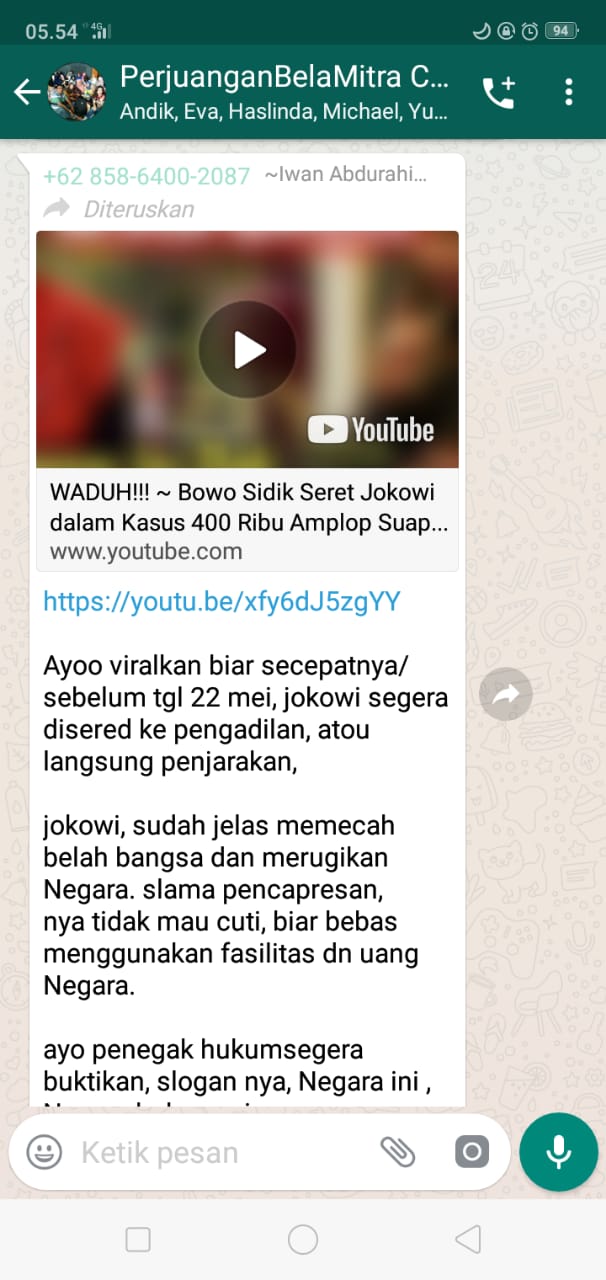 05.54
4G
94
PerjuanganBelaMitra C...
Andik, Eva, Haslinda, Michael, Yu...
+62 858-6400-2087 ~Iwan Abdurahi...
Diteruskan
24
YouTube
WADUH!!! ~ Bowo Sidik Seret Jokowi
dalam Kasus 400 Ribu Amplop Suap...
www.youtube.com
https://youtu.be/xfy6dJ5zgYY
Ayoo viralkan biar secepatnya/
sebelum tgl 22 mei, jokowi segera
disered ke pengadilan, atou
langsung penjarakan,
jokowi, sudah jelas memecah
belah bangsa dan merugikan
Negara. slama pencapresan,
nya tidak mau cuti, biar bebas
menggunakan fasilitas dn uang
Negara.
ayo penegak hukumsegera
buktikan, slogan nya, Negara ini ,
Ketik pesan